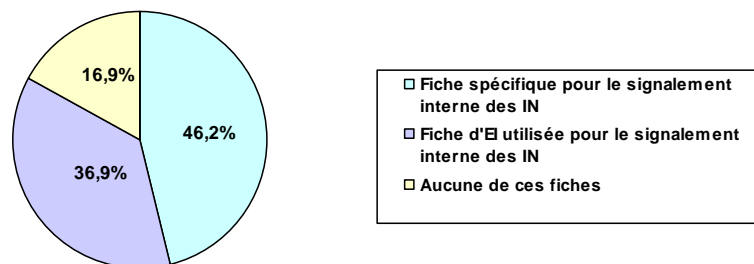 16,9%
46,2%
36,9%
Fiche spécifique pour le signalement
interne des IN
Fiche d'EI utilisée pour le signalement
interne des IN
Aucune de ces fiches